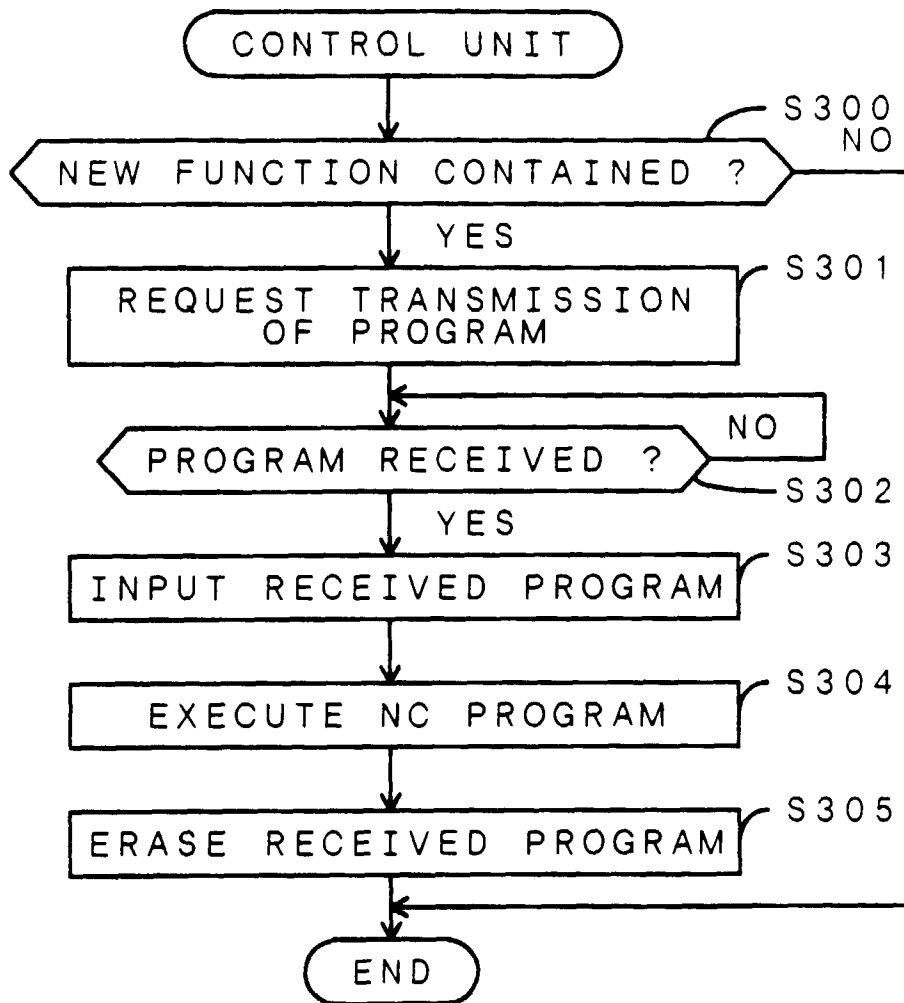 CONTROL UNIT
S300
NO
NEW FUNCTION CONTAINED ?
YES
S301
REQUEST TRANSMISSION
OF PROGRAM
NO
PROGRAM RECEIVED ?
S302
YES
S303
INPUT RECEIVED PROGRAM
S304
EXECUTE NC PROGRAM
S305
ERASE RECEIVED PROGRAM
END